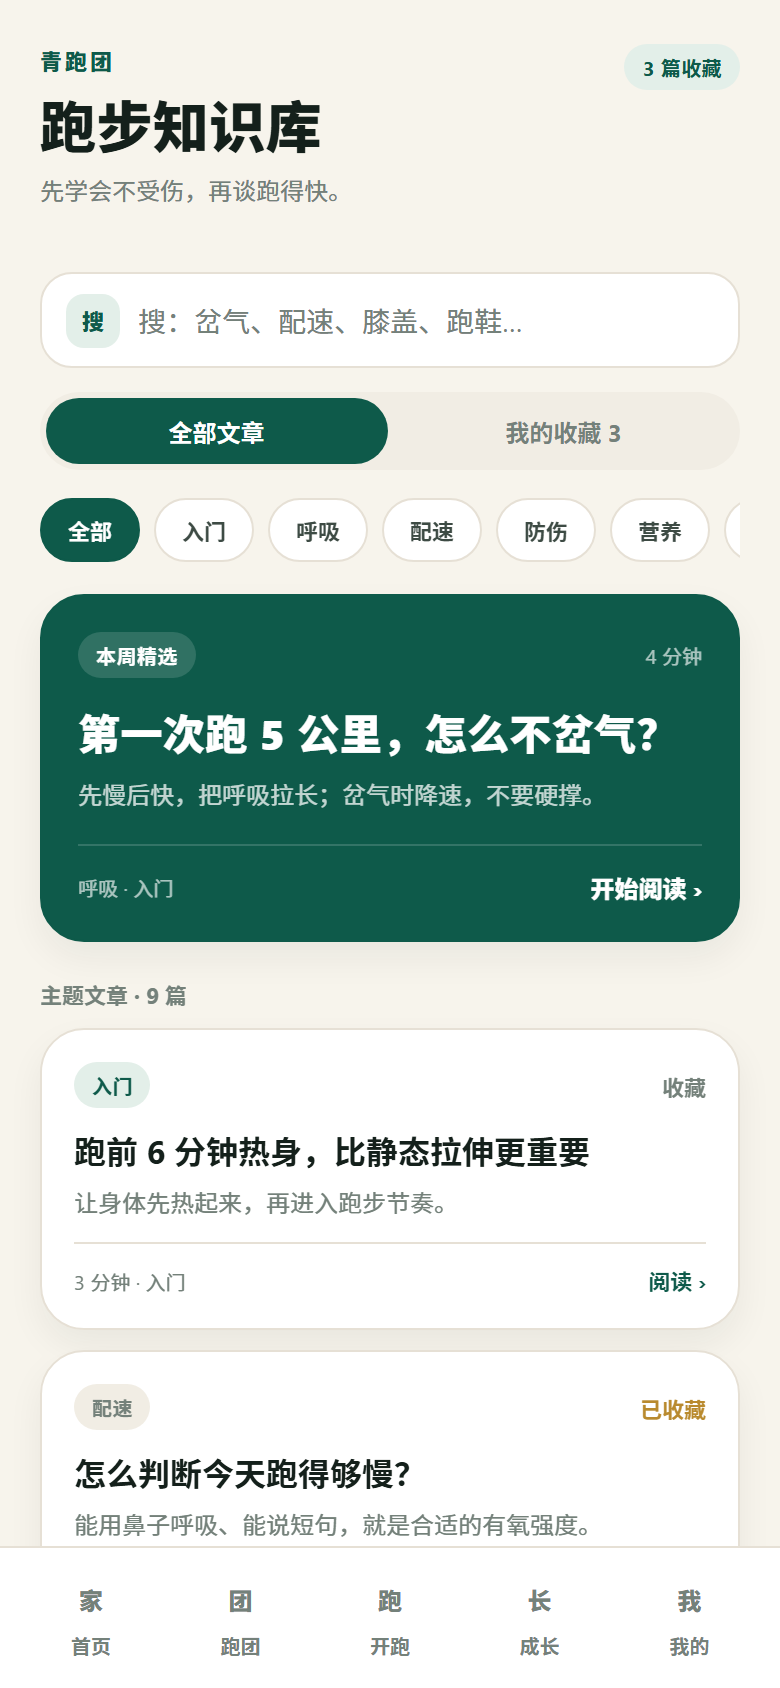 青跑团
3 篇收藏
跑步知识库
先学会不受伤，再谈跑得快。
搜
搜：岔气、配速、膝盖、跑鞋...
全部文章
我的收藏 3
全部
入门
呼吸
配速
防伤
营养
本周精选
4 分钟
第一次跑 5 公里，怎么不岔气？
先慢后快，把呼吸拉长；岔气时降速，不要硬撑。
呼吸 · 入门
开始阅读 ›
主题文章 · 9 篇
入门
收藏
跑前 6 分钟热身，比静态拉伸更重要
让身体先热起来，再进入跑步节奏。
3 分钟 · 入门
阅读 ›
配速
已收藏
怎么判断今天跑得够慢？
能用鼻子呼吸、能说短句，就是合适的有氧强度。
家
团
跑
长
我
首页
跑团
开跑
成长
我的